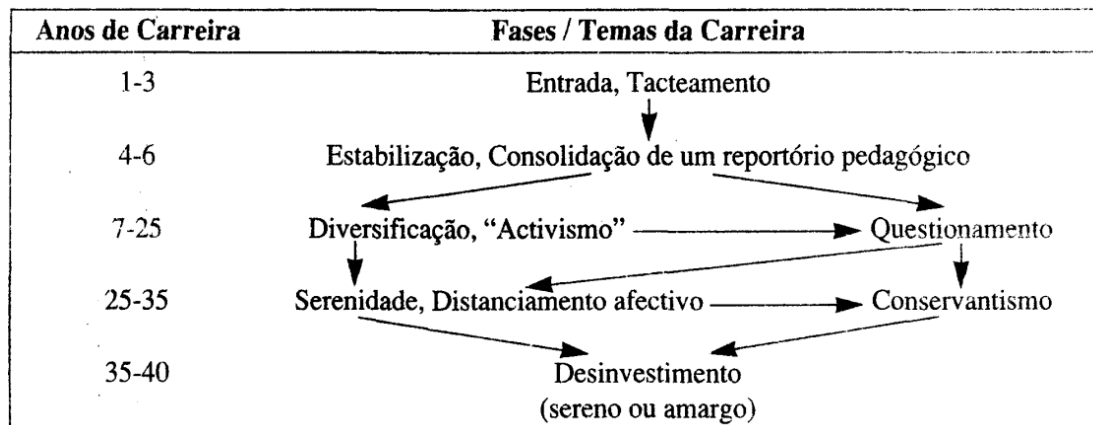 Anos de Carreira Fases / Temas da Carreira
1-3 Entrada, Tacteamento
4-6 Estabilização, Consolidação de um reportório pedagógico
7-25 Diversificação, “Activismo” Questionamento
25-35 Serenidade, Distanciamento afectivo Conservantismo
35-40 Desinvestimento
(sereno ou amargo)